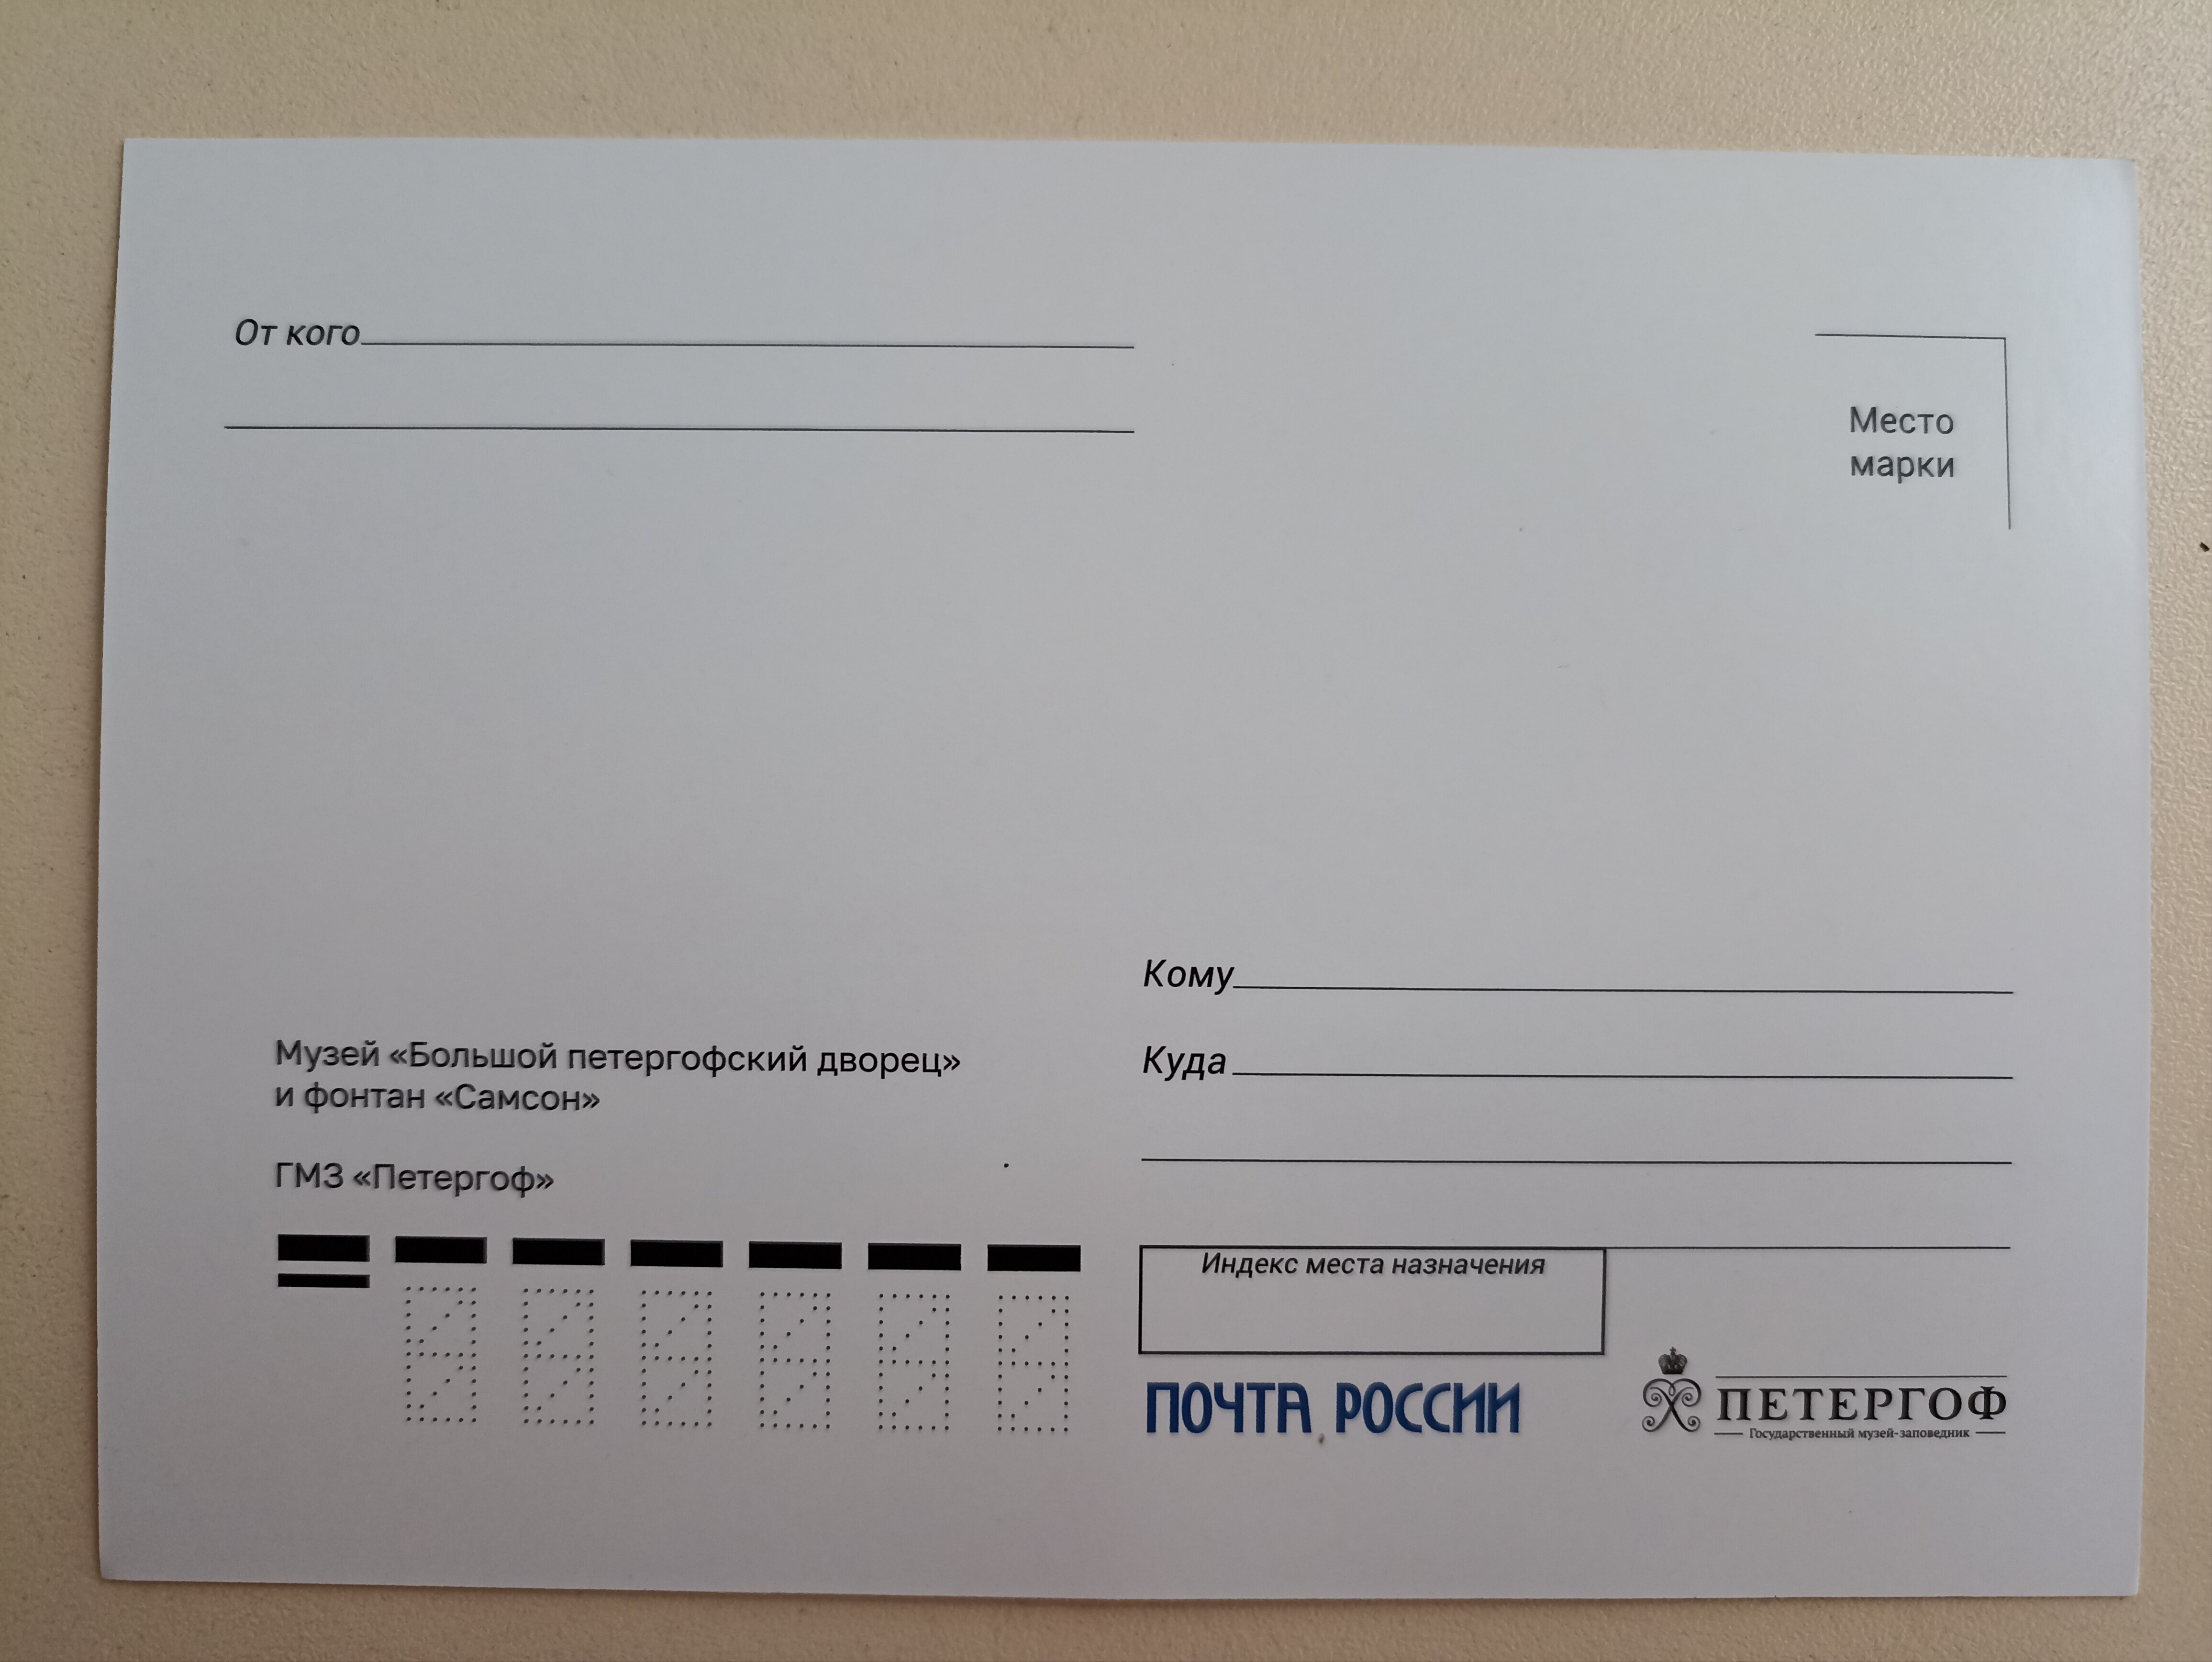 От кого
Место
марки
Кому
Музей «Большой петергофский дворец»
и фонтан «Самсон»
Куда
ГМЗ «Петергоф»
Индекс места назначения
ПОЧТА РОССИИ
ПЕТЕРГОФ
Государственный музей-заповедник